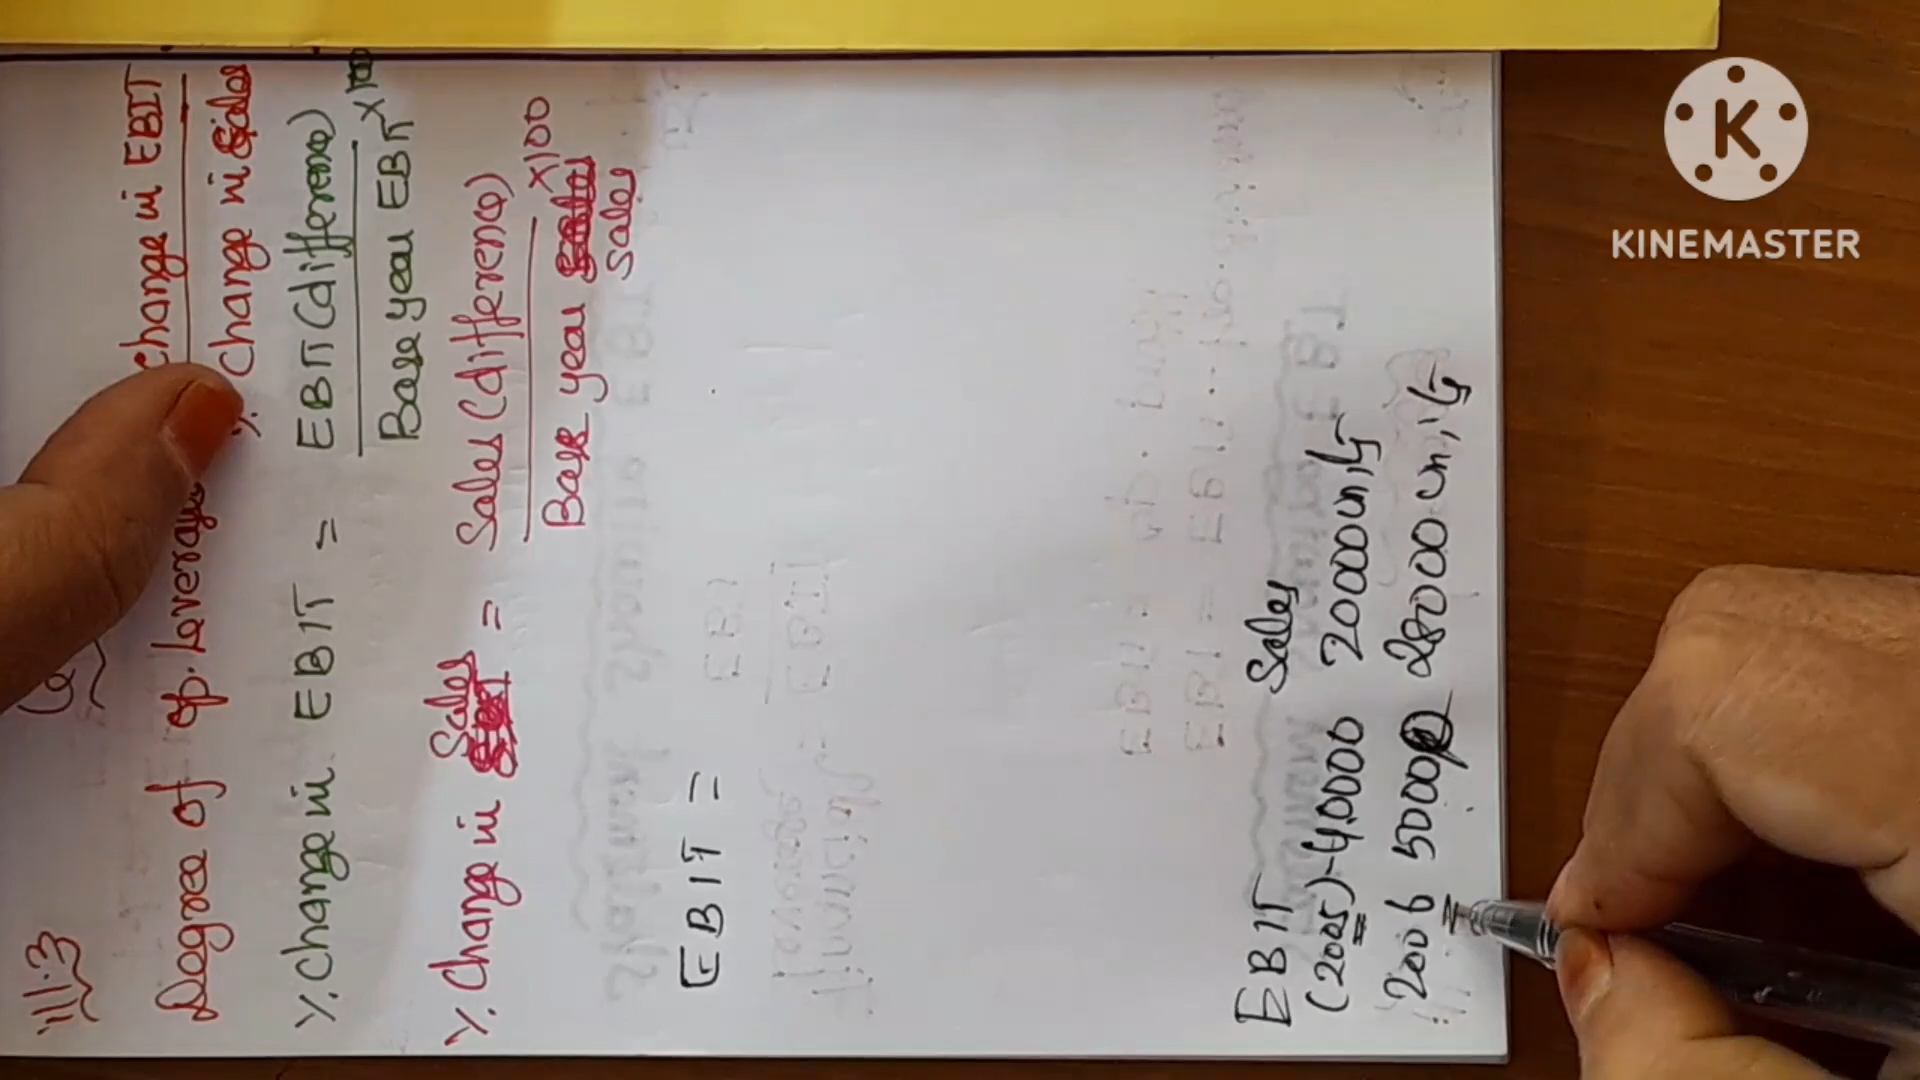 ill:3
Degree of op. Leverage
Change in EBIT
% Change in Sales
% Change in EBIT = EBIT (difference)
Base year EBIT ×100
% Change in Sales = Sales (difference)
Base year Sales ×100
EBIT =
EBIT Sales
(2005) - 40000 20000 units
2006 50000 28000 units
KINEMASTER